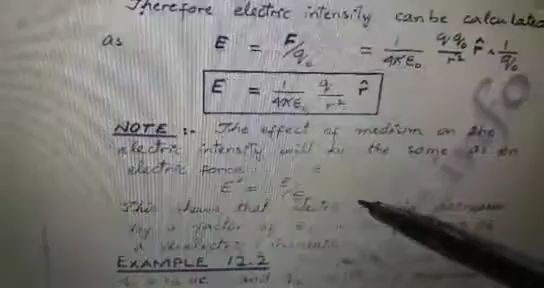 Therefore electric intensity can be calculated
as E = F/q₀ = 1/4πε₀ qq₀/r² r̂ × 1/q₀
E = 1/4πε₀ q/r² r̂
NOTE :- The effect of medium on the
electric intensity will be the same as on
electric force
E' = E/εᵣ
This shows that
by a factor of
EXAMPLE 12.2
and